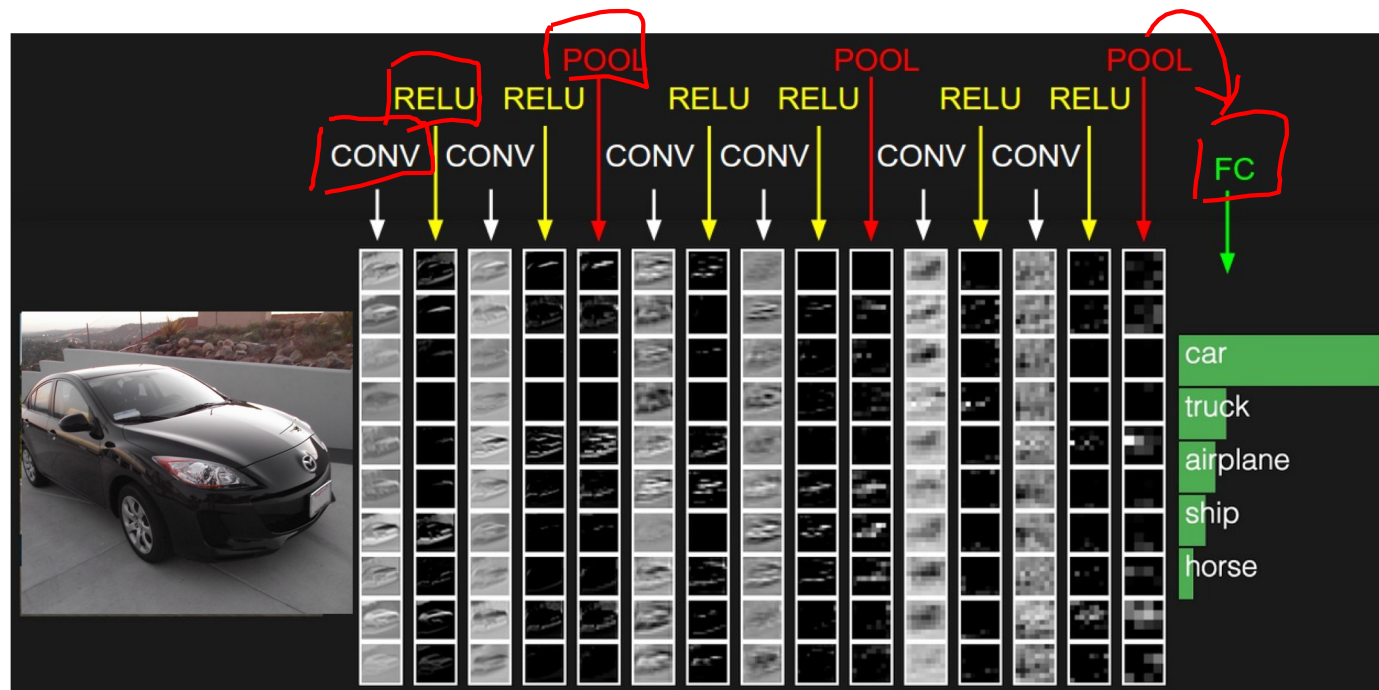 POOL POOL POOL
RELU RELU RELU RELU RELU RELU
CONV CONV CONV CONV CONV CONV
FC
car
truck
airplane
ship
horse